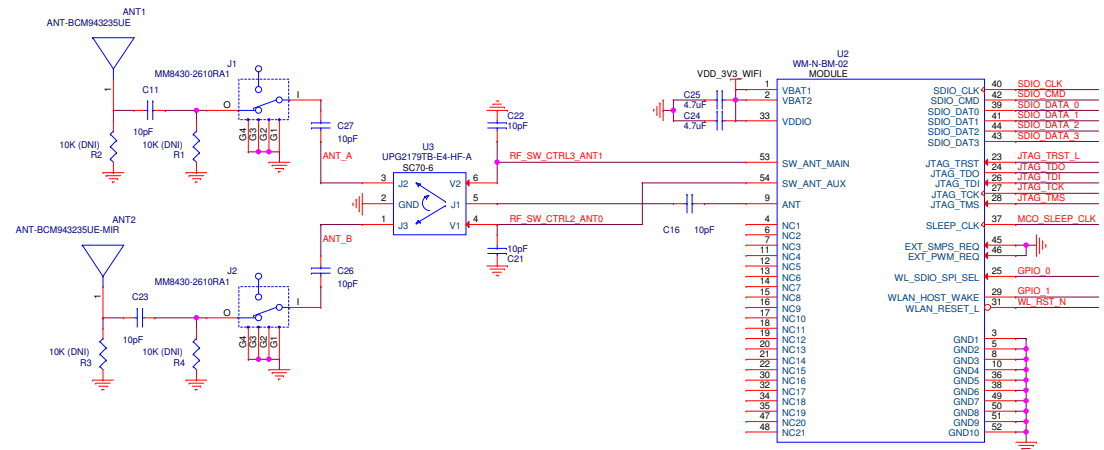 ANT1
ANT-BCM943235UE
1
C11
10pF
10K (DNI)
R2
10K (DNI)
R1
J1
MM8430-2610RA1
O
I
G4
G3
G2
G1
C27
10pF
ANT_A
ANT2
ANT-BCM943235UE-MIR
1
C23
10pF
10K (DNI)
R3
10K (DNI)
R4
J2
MM8430-2610RA1
O
I
G4
G3
G2
G1
ANT_B
C26
10pF
U3
UPG2179TB-E4-HF-A
SC70-6
3 J2 V2 6
2 GND J1 5
1 J3 V1 4
C22
10pF
RF_SW_CTRL3_ANT1
RF_SW_CTRL2_ANT0
10pF
C21
C16 10pF
VDD_3V3_WIFI
C25
4.7uF
C24
4.7uF
U2
WM-N-BM-02
MODULE
1 VBAT1
2 VBAT2
33 VDDIO
53 SW_ANT_MAIN
54 SW_ANT_AUX
9 ANT
4 NC1
6 NC2
7 NC3
11 NC4
12 NC5
13 NC6
14 NC7
15 NC8
16 NC9
17 NC10
18 NC11
19 NC12
20 NC13
21 NC14
22 NC15
30 NC16
32 NC17
34 NC18
35 NC19
47 NC20
48 NC21
SDIO_CLK 40 SDIO_CLK
SDIO_CMD 42 SDIO_CMD
SDIO_DAT0 39 SDIO_DATA_0
SDIO_DAT1 41 SDIO_DATA_1
SDIO_DAT2 44 SDIO_DATA_2
SDIO_DAT3 43 SDIO_DATA_3
JTAG_TRST 23 JTAG_TRST_L
JTAG_TDO 24 JTAG_TDO
JTAG_TDI 26 JTAG_TDI
JTAG_TCK 27 JTAG_TCK
JTAG_TMS 28 JTAG_TMS
SLEEP_CLK 37 MCO_SLEEP_CLK
EXT_SMPS_REQ 45
EXT_PWM_REQ 46
WL_SDIO_SPI_SEL 25 GPIO_0
WLAN_HOST_WAKE 29 GPIO_1
WLAN_RESET_L 31 WL_RST_N
GND1 3
GND2 5
GND3 8
GND4 10
GND5 36
GND6 38
GND7 49
GND8 50
GND9 51
GND10 52